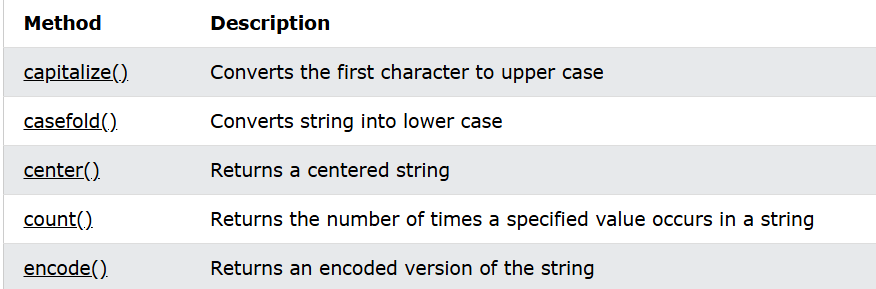 Method Description
capitalize() Converts the first character to upper case
casefold() Converts string into lower case
center() Returns a centered string
count() Returns the number of times a specified value occurs in a string
encode() Returns an encoded version of the string